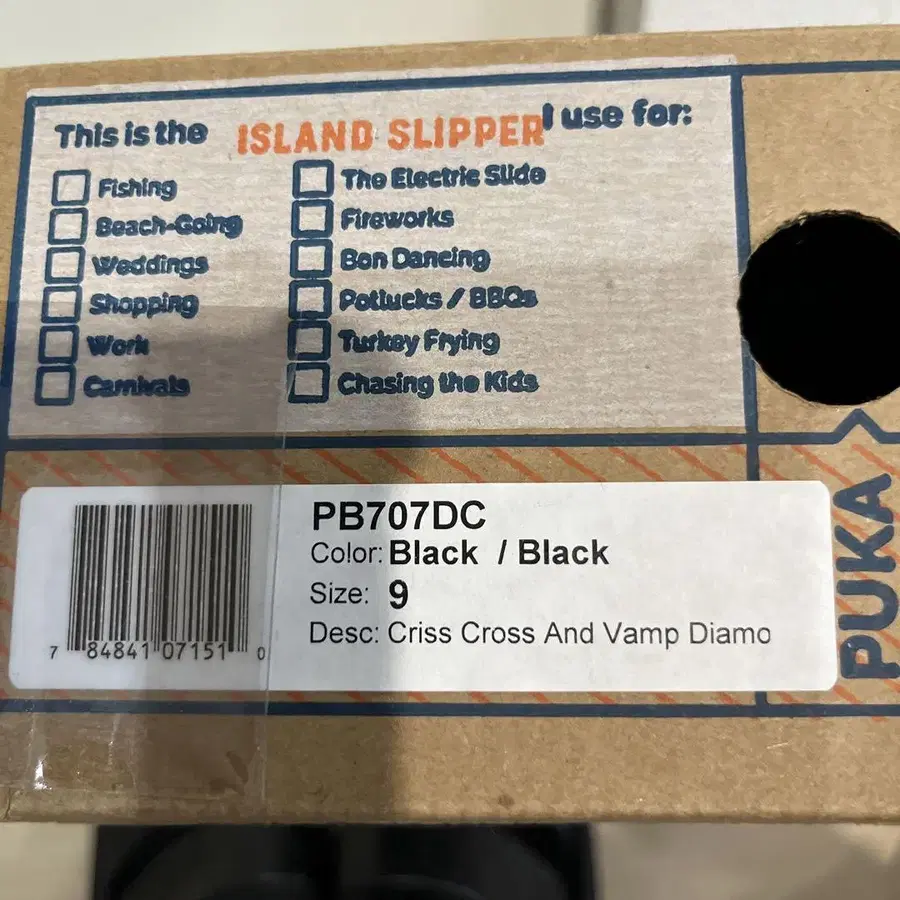 This is the ISLAND SLIPPER I use for:
Fishing
Beach-Going
Weddings
Shopping
Work
Carnivals
The Electric Slide
Fireworks
Bon Dancing
Potlucks / BBQs
Turkey Frying
Chasing the Kids
PUKA
PB707DC
Color: Black / Black
Size: 9
Desc: Criss Cross And Vamp Diamo
7 84841 07151 0